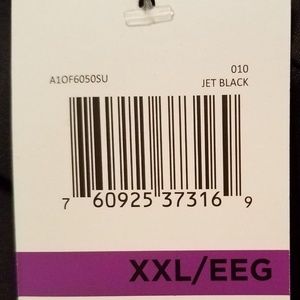 010
A1OF6050SU JET BLACK
7 60925 37316 9
XXL/EEG